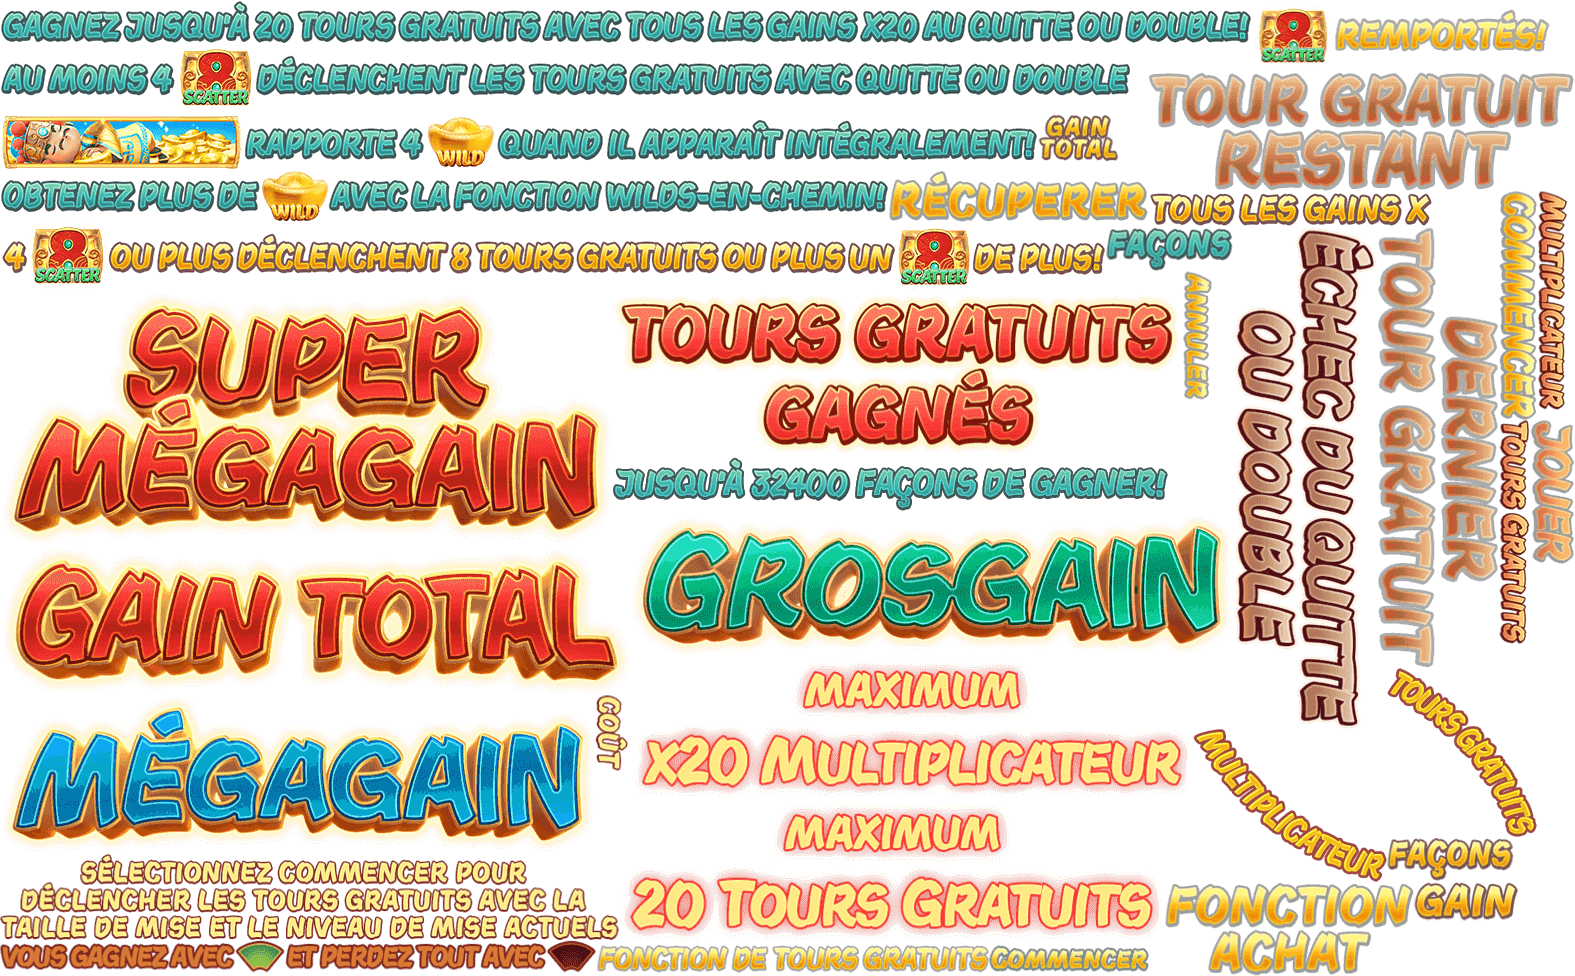 GAGNEZ JUSQU'À 20 TOURS GRATUITS AVEC TOUS LES GAINS X20 AU QUITTE OU DOUBLE!
SCATTER REMPORTÉS!
AU MOINS 4 SCATTER DÉCLENCHENT LES TOURS GRATUITS AVEC QUITTE OU DOUBLE
TOUR GRATUIT
RESTANT
RAPPORTE 4 WILD QUAND IL APPARAÎT INTÉGRALEMENT!
GAIN
TOTAL
OBTENEZ PLUS DE WILD AVEC LA FONCTION WILDS-EN-CHEMIN!
RÉCUPERER
TOUS LES GAINS X
4 SCATTER OU PLUS DÉCLENCHENT 8 TOURS GRATUITS OU PLUS UN SCATTER DE PLUS!
FAÇONS
ANNULER
ÉCHEC DU QUITTE
OU DOUBLE
TOUR GRATUIT
DERNIER
COMMENCER
MULTIPLICATEUR
TOURS GRATUITS
JOUER
SUPER
MÉGAGAIN
TOURS GRATUITS
GAGNÉS
JUSQU'À 32400 FAÇONS DE GAGNER!
GROSGAIN
GAIN TOTAL
MÉGAGAIN
COÛT
MAXIMUM
X20 MULTIPLICATEUR
MAXIMUM
20 TOURS GRATUITS
TOURS GRATUITS
MULTIPLICATEUR
FAÇONS
GAIN
FONCTION
ACHAT
SÉLECTIONNEZ COMMENCER POUR
DÉCLENCHER LES TOURS GRATUITS AVEC LA
TAILLE DE MISE ET LE NIVEAU DE MISE ACTUELS
VOUS GAGNEZ AVEC ET PERDEZ TOUT AVEC
FONCTION DE TOURS GRATUITS
COMMENCER